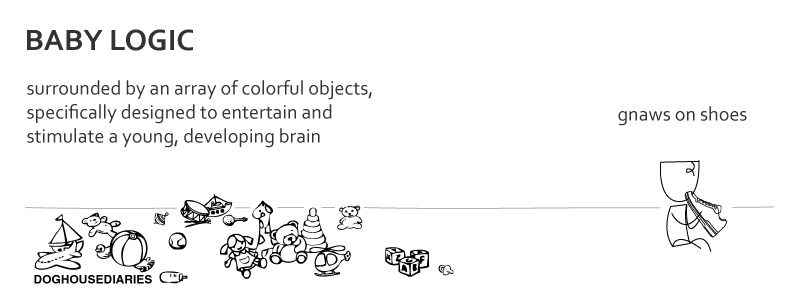 BABY LOGIC
surrounded by an array of colorful objects,
specifically designed to entertain and
stimulate a young, developing brain
gnaws on shoes
DOGHOUSEDIARIES